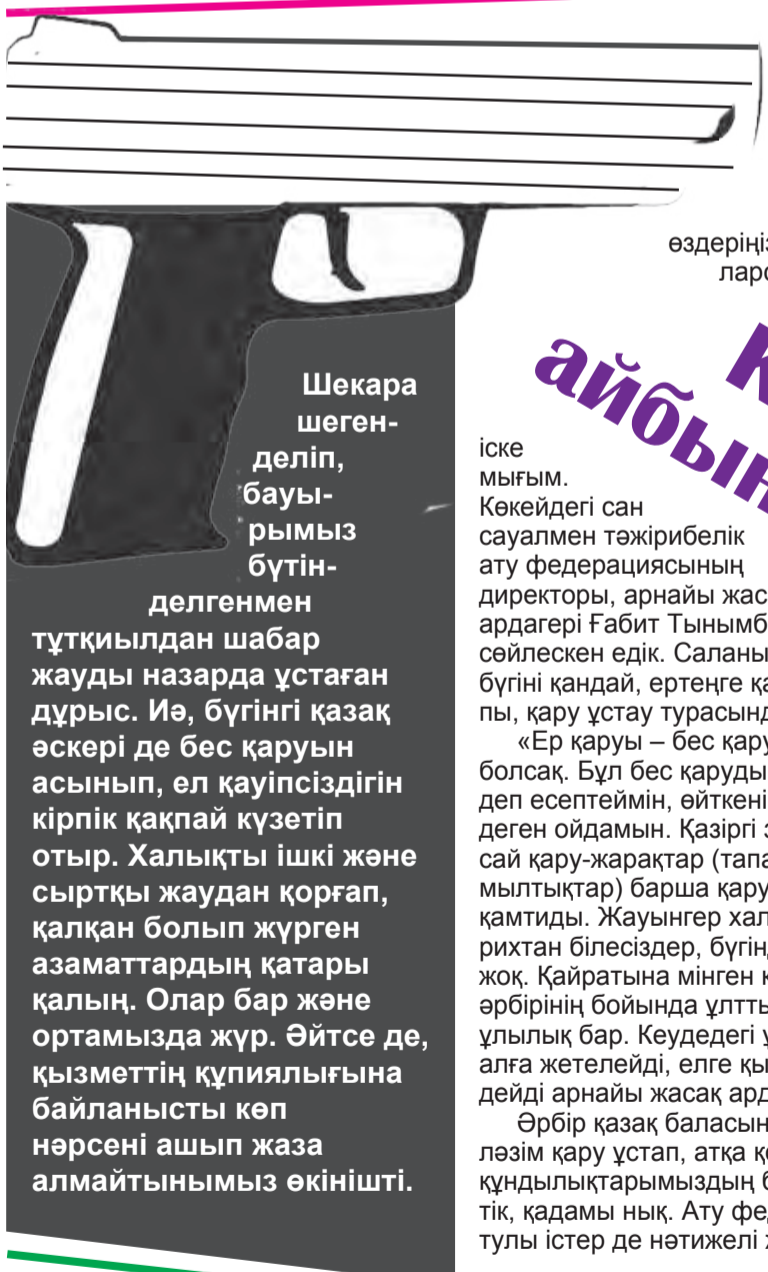 Шекара
шеген-
деліп,
бауы-
рымыз
бүтін-
делгенмен
тұтқиылдан шабар
жауды назарда ұстаған
дұрыс. Иә, бүгінгі қазақ
әскері де бес қаруын
асынып, ел қауіпсіздігін
кірпік қақпай күзетіп
отыр. Халықты ішкі және
сыртқы жаудан қорғап,
қалқан болып жүрген
азаматтардың қатары
қалың. Олар бар және
ортамызда жүр. Әйтсе де,
қызметтің құпиялығына
байланысты көп
нәрсені ашып жаза
алмайтынымыз өкінішті.
айбын
іске
мығым.
Көкейдегі сан
сауалмен тәжірибелік
ату федерациясының
директоры, арнайы жас
ардагері Ғабит Тынымб
сөйлескен едік. Саланы
бүгіні қандай, ертеңге қа
пы, қару ұстау турасынд
«Ер қаруы – бес қару
болсақ. Бұл бес қаруды
деп есептеймін, өйткені
деген ойдамын. Қазіргі з
сай қару-жарақтар (тапа
мылтықтар) барша қару
қамтиды. Жауынгер хал
рихтан білесіздер, бүгін
жоқ. Қайратына мінген к
әрбірінің бойында ұлтты
ұлылық бар. Кеудедегі ұ
алға жетелейді, елге қы
дейді арнайы жасақ ард
Әрбір қазақ баласын
ләзім қару ұстап, атқа қ
құндылықтарымыздың б
тік, қадамы нық. Ату фед
тулы істер де нәтижелі ж